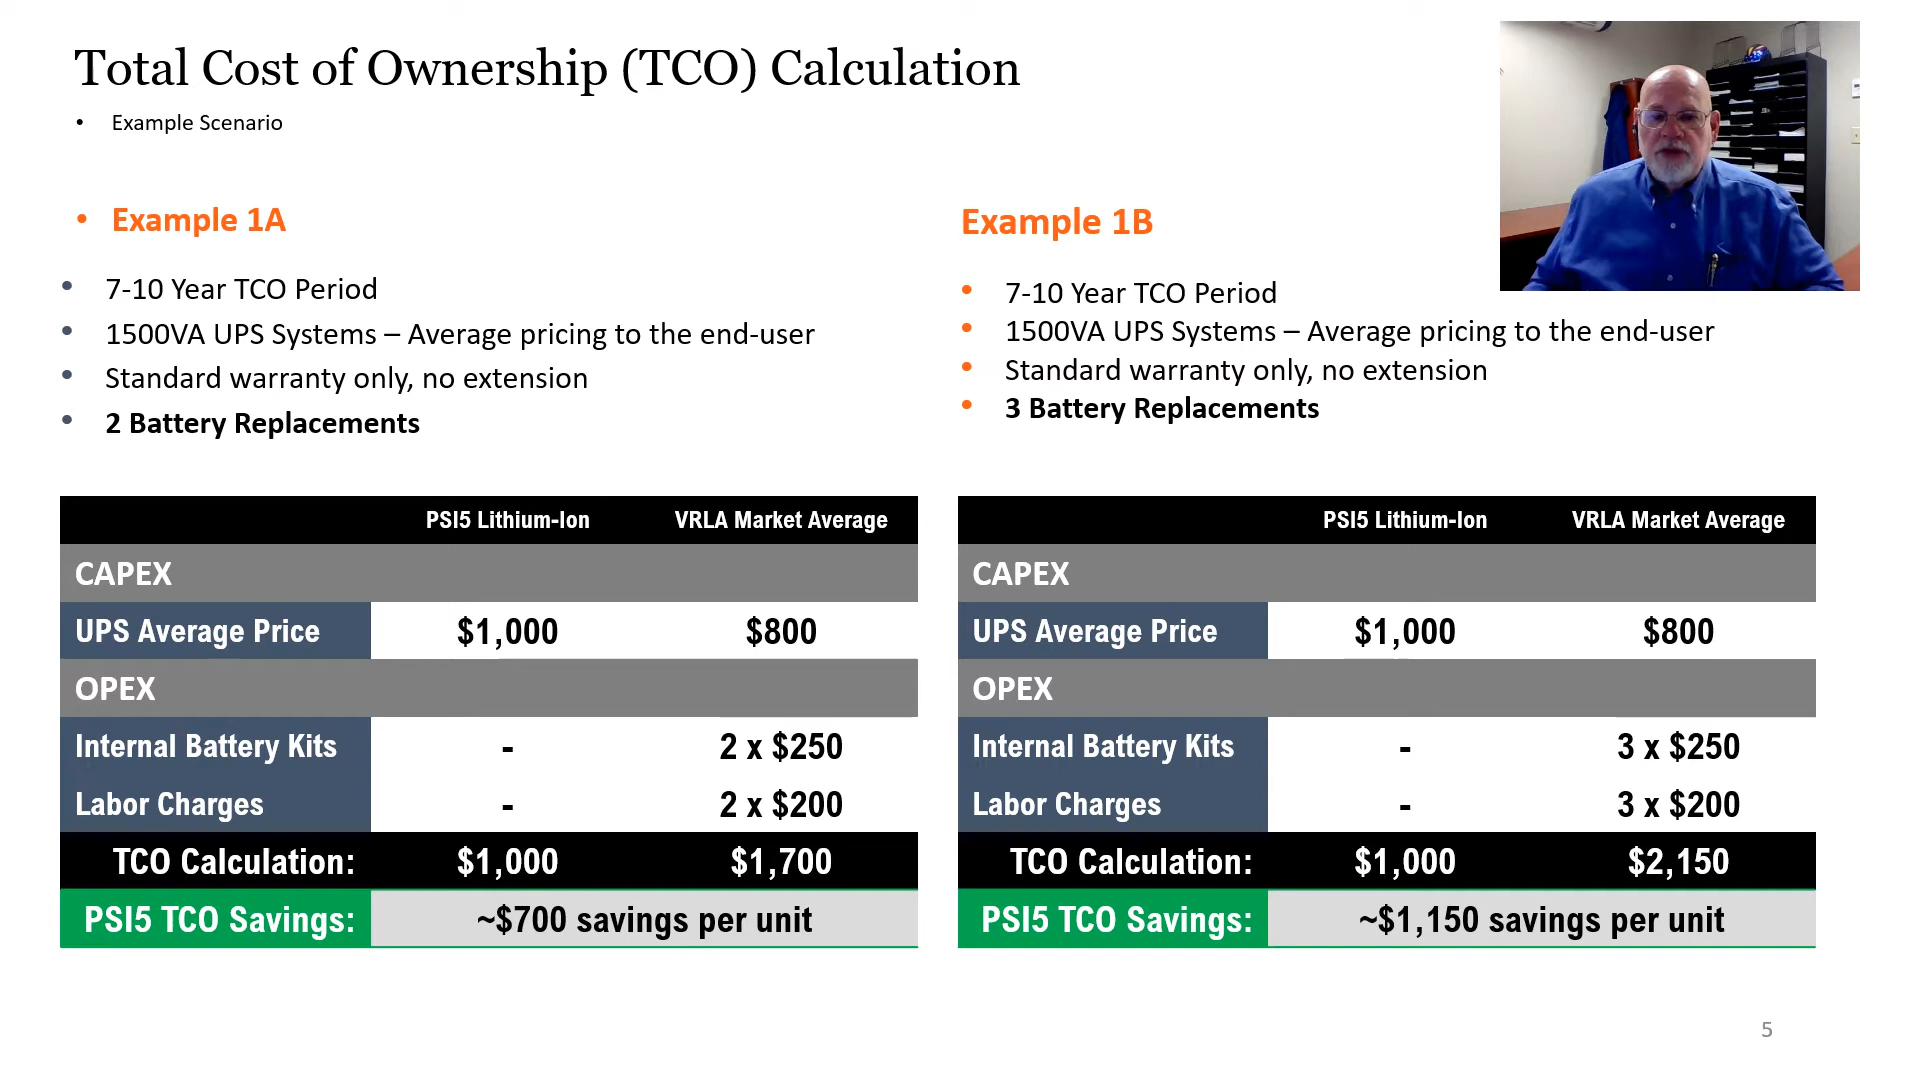 Total Cost of Ownership (TCO) Calculation
• Example Scenario
• Example 1A
• 7-10 Year TCO Period
• 1500VA UPS Systems – Average pricing to the end-user
• Standard warranty only, no extension
• 2 Battery Replacements
PSI5 Lithium-Ion VRLA Market Average
CAPEX
UPS Average Price $1,000 $800
OPEX
Internal Battery Kits - 2 x $250
Labor Charges - 2 x $200
TCO Calculation: $1,000 $1,700
PSI5 TCO Savings: ~$700 savings per unit
Example 1B
• 7-10 Year TCO Period
• 1500VA UPS Systems – Average pricing to the end-user
• Standard warranty only, no extension
• 3 Battery Replacements
PSI5 Lithium-Ion VRLA Market Average
CAPEX
UPS Average Price $1,000 $800
OPEX
Internal Battery Kits - 3 x $250
Labor Charges - 3 x $200
TCO Calculation: $1,000 $2,150
PSI5 TCO Savings: ~$1,150 savings per unit
5